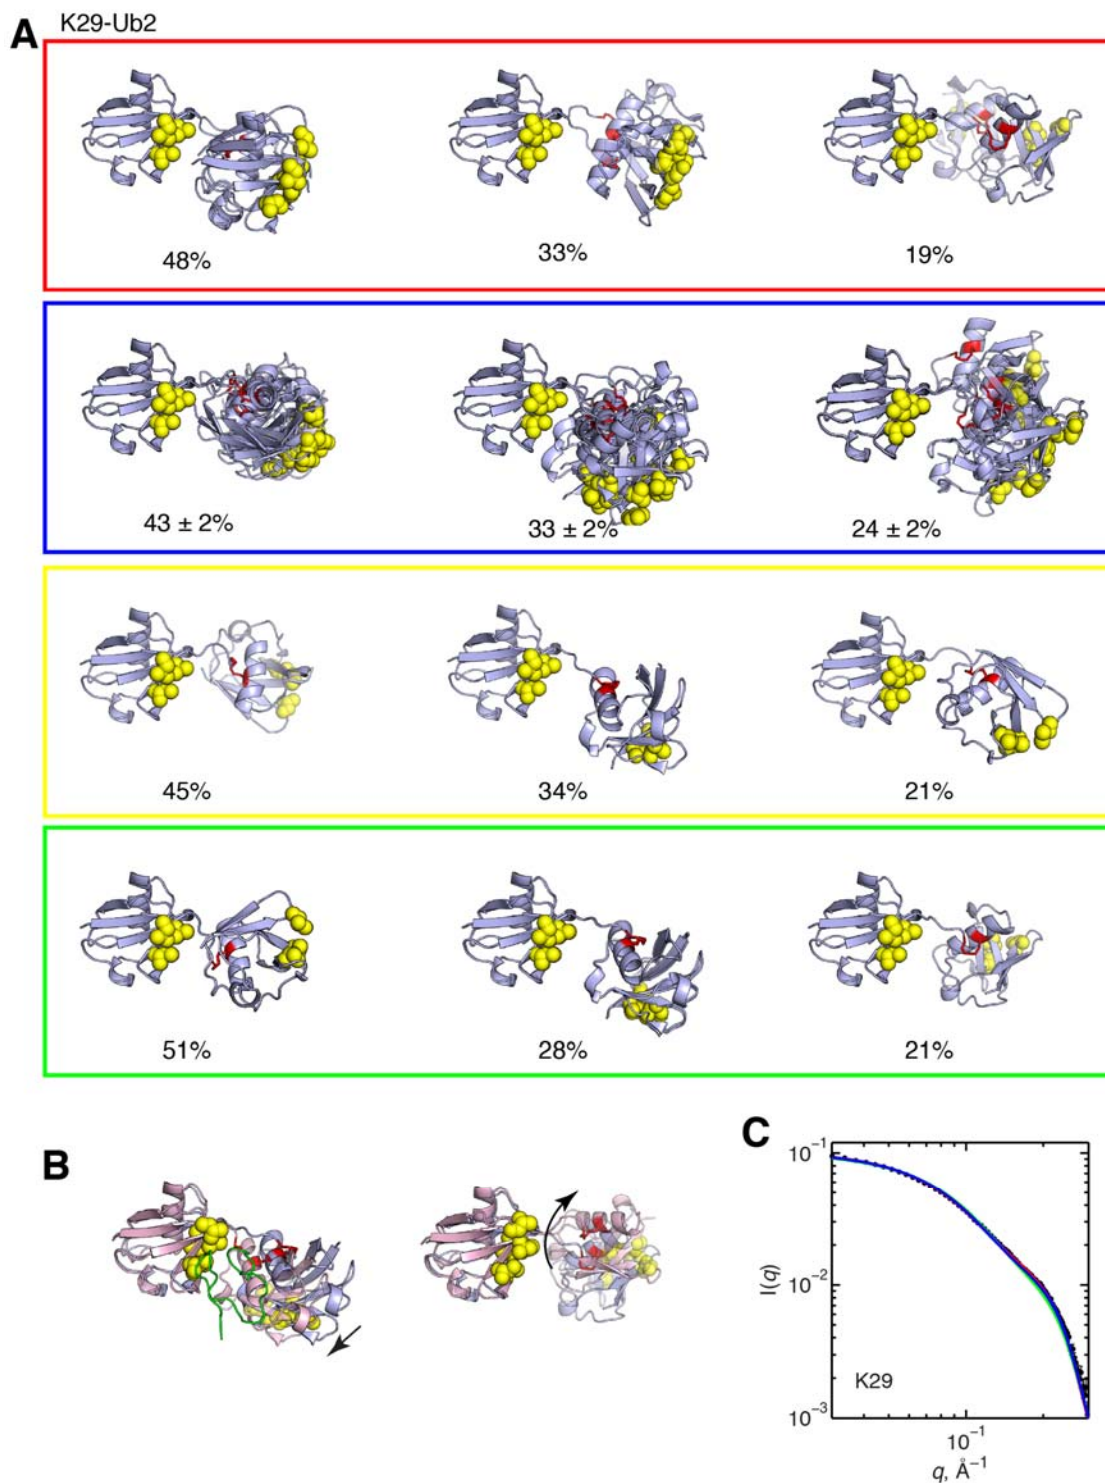 A
K29-Ub2
48%
33%
19%
43 ± 2%
33 ± 2%
24 ± 2%
45%
34%
21%
51%
28%
21%
B
C
10⁻¹
I(q)
10⁻²
K29
10⁻³
10⁻¹
q, Å⁻¹